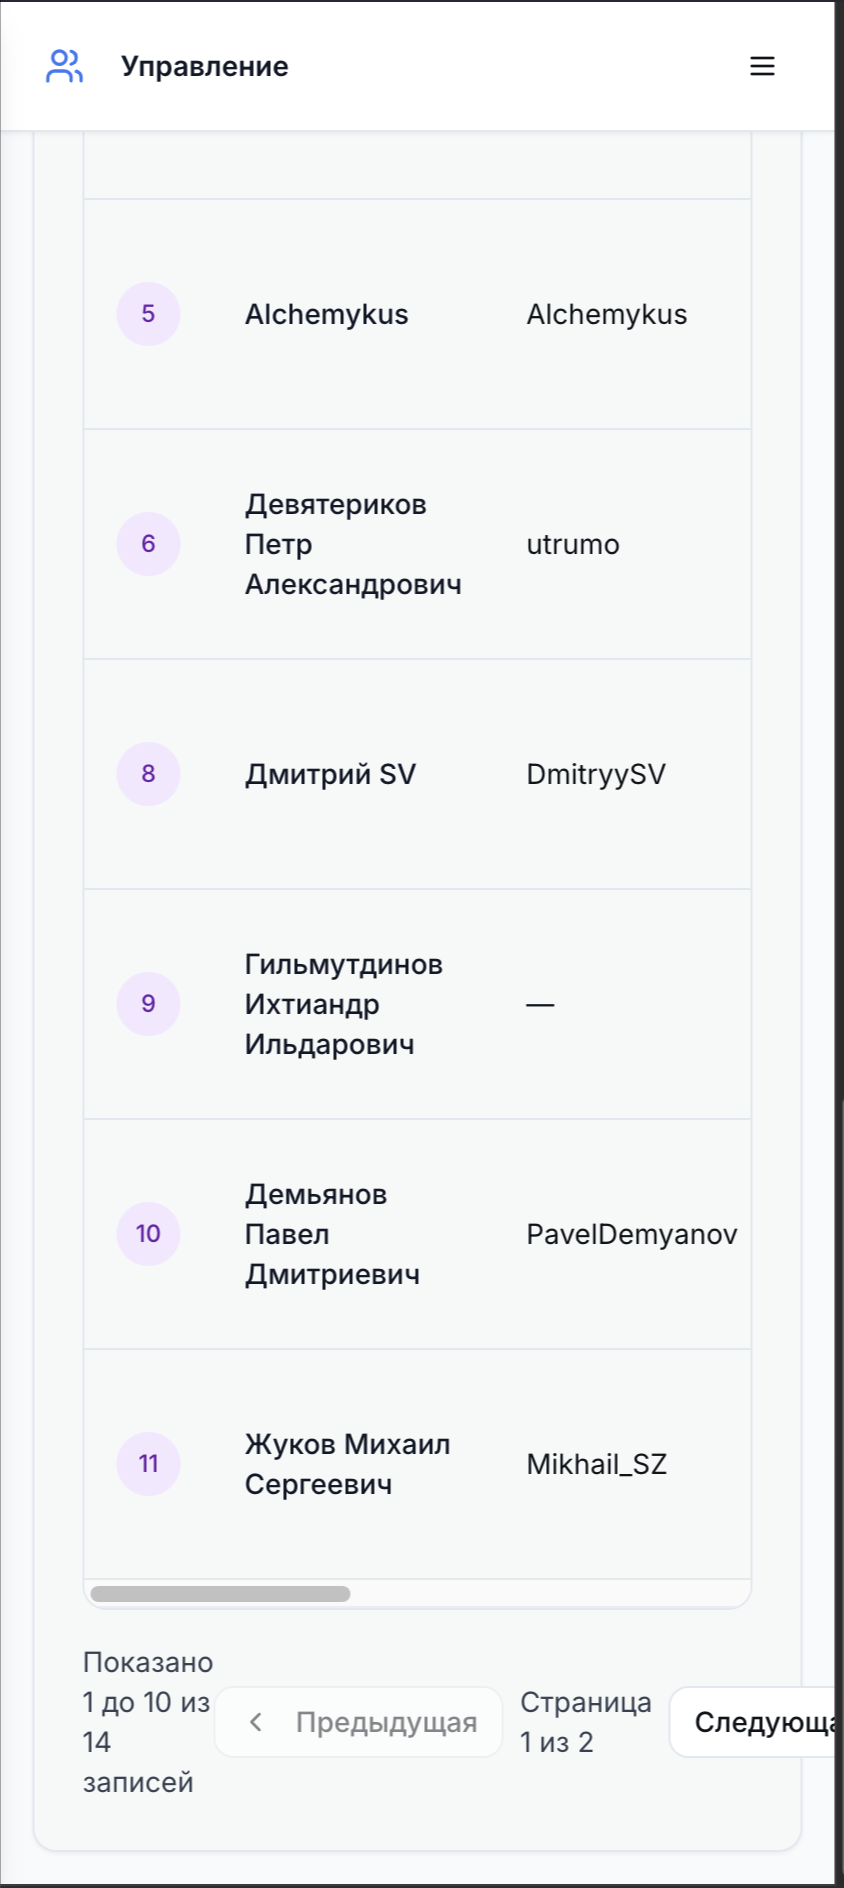 Управление
5
Alchemykus
Alchemykus
6
Девятериков
Петр
Александрович
utrumo
8
Дмитрий SV
DmitryySV
9
Гильмутдинов
Ихтиандр
Ильдарович
—
10
Демьянов
Павел
Дмитриевич
PavelDemyanov
11
Жуков Михаил
Сергеевич
Mikhail_SZ
Показано
1 до 10 из
14
записей
Предыдущая
Страница
1 из 2
Следующа